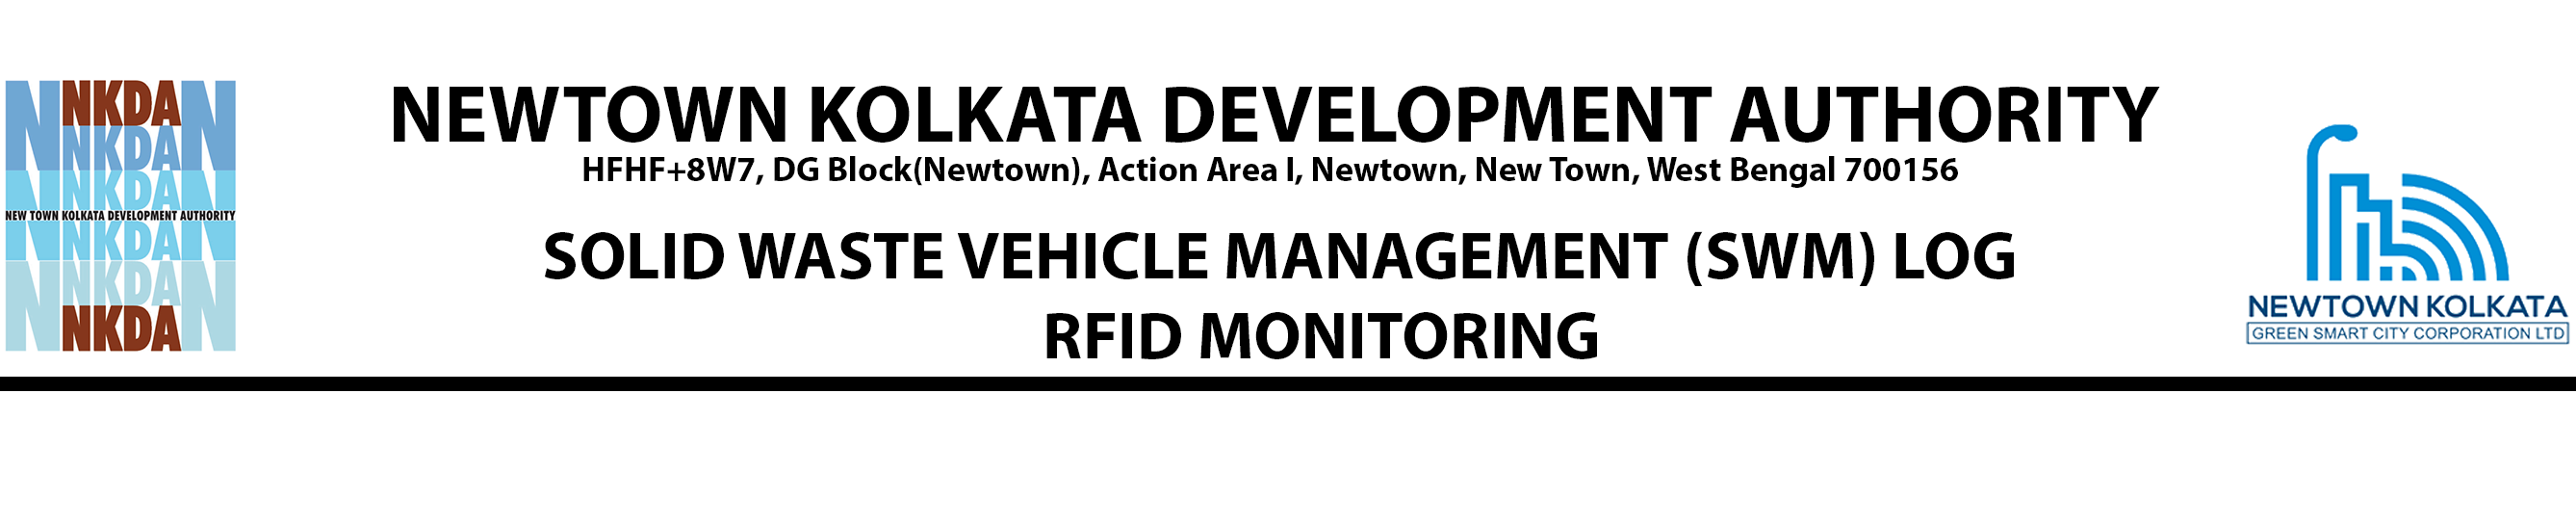 NNKDAN
NKDA
NKDA
NEW TOWN KOLKATA DEVELOPMENT AUTHORITY
NKDA
NKDA
NNKDAN
NEWTOWN KOLKATA DEVELOPMENT AUTHORITY
HFHF+8W7, DG Block(Newtown), Action Area I, Newtown, New Town, West Bengal 700156
SOLID WASTE VEHICLE MANAGEMENT (SWM) LOG
RFID MONITORING
NEWTOWN KOLKATA
GREEN SMART CITY CORPORATION LTD